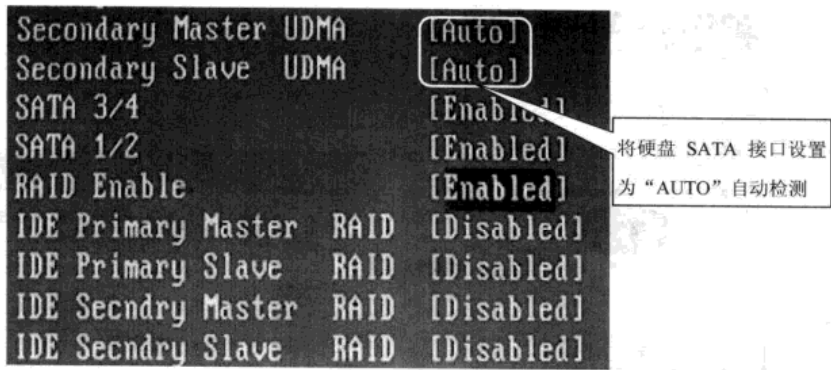 Secondary Master UDMA [Auto]
Secondary Slave UDMA [Auto]
SATA 3/4 [Enabled]
SATA 1/2 [Enabled]
RAID Enable [Enabled]
IDE Primary Master RAID [Disabled]
IDE Primary Slave RAID [Disabled]
IDE Secndry Master RAID [Disabled]
IDE Secndry Slave RAID [Disabled]
将硬盘 SATA 接口设置
为“AUTO”自动检测